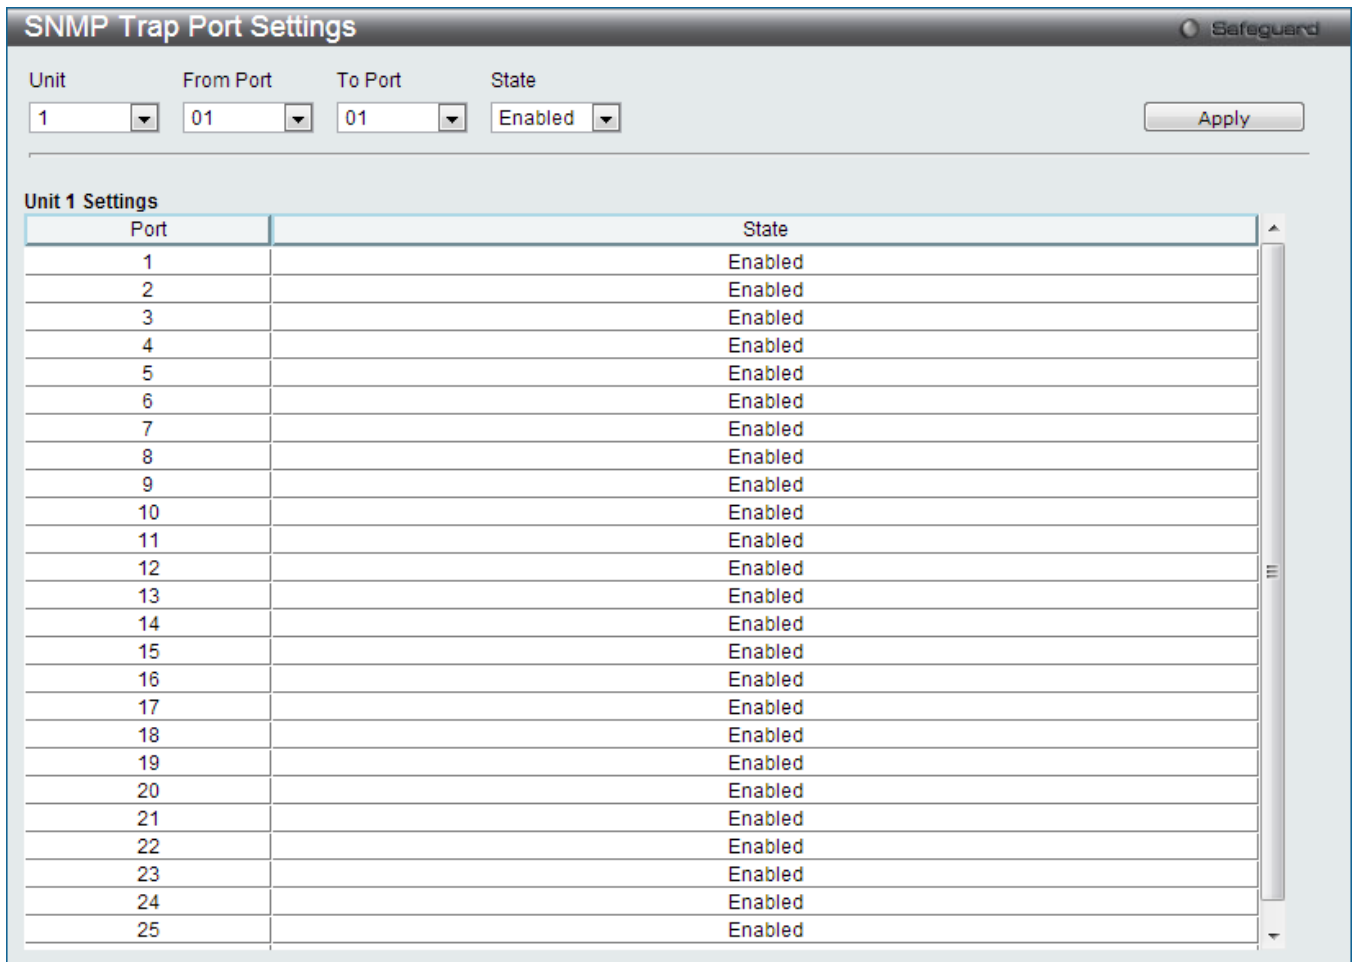 SNMP Trap Port Settings
Safeguard
Unit From Port To Port State
1 01 01 Enabled Apply
Unit 1 Settings
Port State
1 Enabled
2 Enabled
3 Enabled
4 Enabled
5 Enabled
6 Enabled
7 Enabled
8 Enabled
9 Enabled
10 Enabled
11 Enabled
12 Enabled
13 Enabled
14 Enabled
15 Enabled
16 Enabled
17 Enabled
18 Enabled
19 Enabled
20 Enabled
21 Enabled
22 Enabled
23 Enabled
24 Enabled
25 Enabled